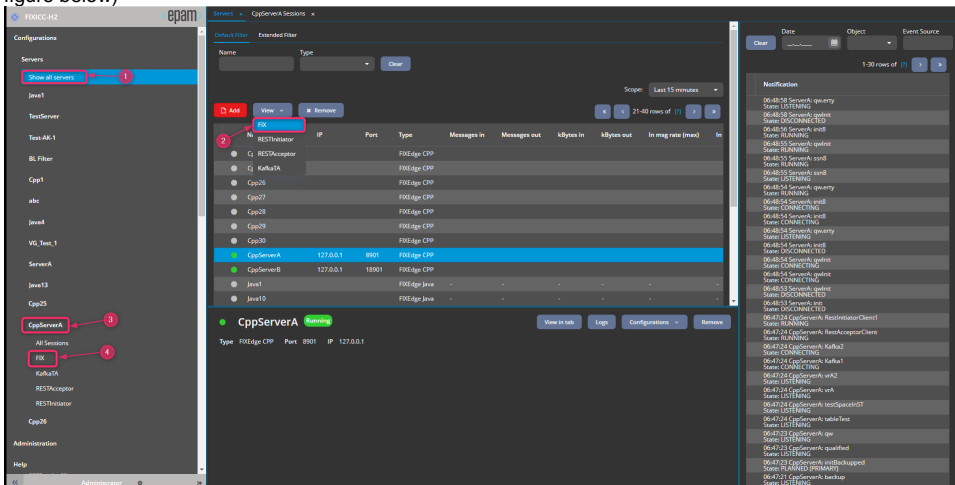 figure below)
FIXICC-H2
<epam
Configurations
Servers
Show all servers
1
Java1
TestServer
Test-AK-1
BL Filter
Cpp1
abc
Java4
VG_Test_1
ServerA
Java13
Cpp25
CppServerA
3
All Sessions
FIX
4
KafkaTA
RESTAcceptor
RESTInitiator
Cpp26
Administration
Help
Administrator
Servers × CppServerA Sessions ×
Default Filter Extended Filter
Name Type
Clear
Scope: Last 15 minutes
Add View × Remove
« < 21-40 rows of [?] > »
FIX
RESTInitiator
RESTAcceptor
KafkaTA
2
IP Port Type Messages in Messages out kBytes in kBytes out In msg rate (max) In
FIXEdge CPP
FIXEdge CPP
Cpp26 FIXEdge CPP
Cpp27 FIXEdge CPP
Cpp28 FIXEdge CPP
Cpp29 FIXEdge CPP
Cpp30 FIXEdge CPP
CppServerA 127.0.0.1 8901 FIXEdge CPP
CppServerB 127.0.0.1 18901 FIXEdge CPP
Java1 FIXEdge Java - - - - - -
Java10 FIXEdge Java - - - - - -
CppServerA Running
View in tab Logs Configurations Remove
Type FIXEdge CPP Port 8901 IP 127.0.0.1
Date Object Event Source
Clear
1-30 rows of [?] > »
Notification
06:48:58 ServerA: qwerty
State: LISTENING
06:48:58 ServerA: qwInit
State: DISCONNECTED
06:48:56 ServerA: init8
State: RUNNING
06:48:55 ServerA: qwInit
State: RUNNING
06:48:55 ServerA: ssn8
State: RUNNING
06:48:55 ServerA: ssn8
State: LISTENING
06:48:54 ServerA: qwerty
State: RUNNING
06:48:54 ServerA: init8
State: CONNECTING
06:48:54 ServerA: init8
State: CONNECTING
06:48:54 ServerA: qwerty
State: LISTENING
06:48:54 ServerA: init8
State: DISCONNECTED
06:48:54 ServerA: qwInit
State: CONNECTING
06:48:54 ServerA: qwInit
State: CONNECTING
06:48:53 ServerA: qwInit
State: DISCONNECTED
06:48:53 ServerA: init
State: DISCONNECTED
06:47:24 CppServerA: RestInitiatorClient1
State: RUNNING
06:47:24 CppServerA: RestAcceptorClient
State: RUNNING
06:47:24 CppServerA: Kafka2
State: CONNECTING
06:47:24 CppServerA: Kafka1
State: CONNECTING
06:47:24 CppServerA: vrA2
State: LISTENING
06:47:24 CppServerA: vrA
State: LISTENING
06:47:24 CppServerA: testSpaceInST
State: LISTENING
06:47:24 CppServerA: tableTest
State: LISTENING
06:47:23 CppServerA: qw
State: LISTENING
06:47:23 CppServerA: qualified
State: LISTENING
06:47:23 CppServerA: initBackupped
State: PLANNED (PRIMARY)
06:47:21 CppServerA: backup
State: LISTENING